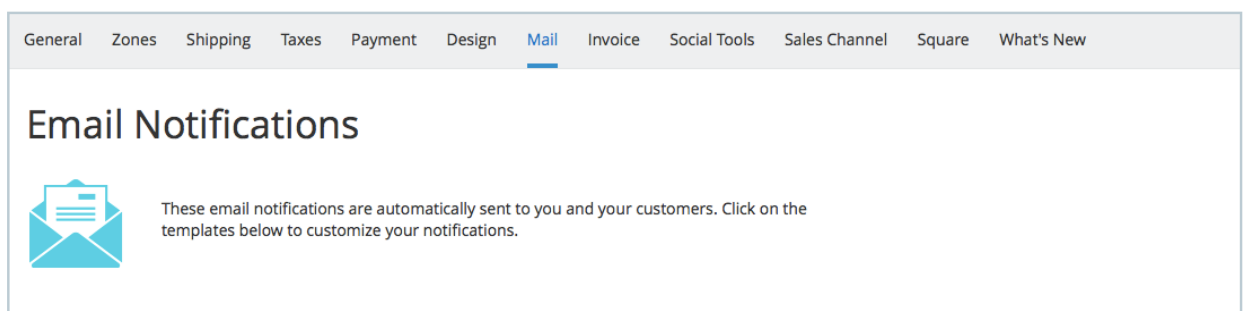 General Zones Shipping Taxes Payment Design Mail Invoice Social Tools Sales Channel Square What's New
Email Notifications
These email notifications are automatically sent to you and your customers. Click on the
templates below to customize your notifications.